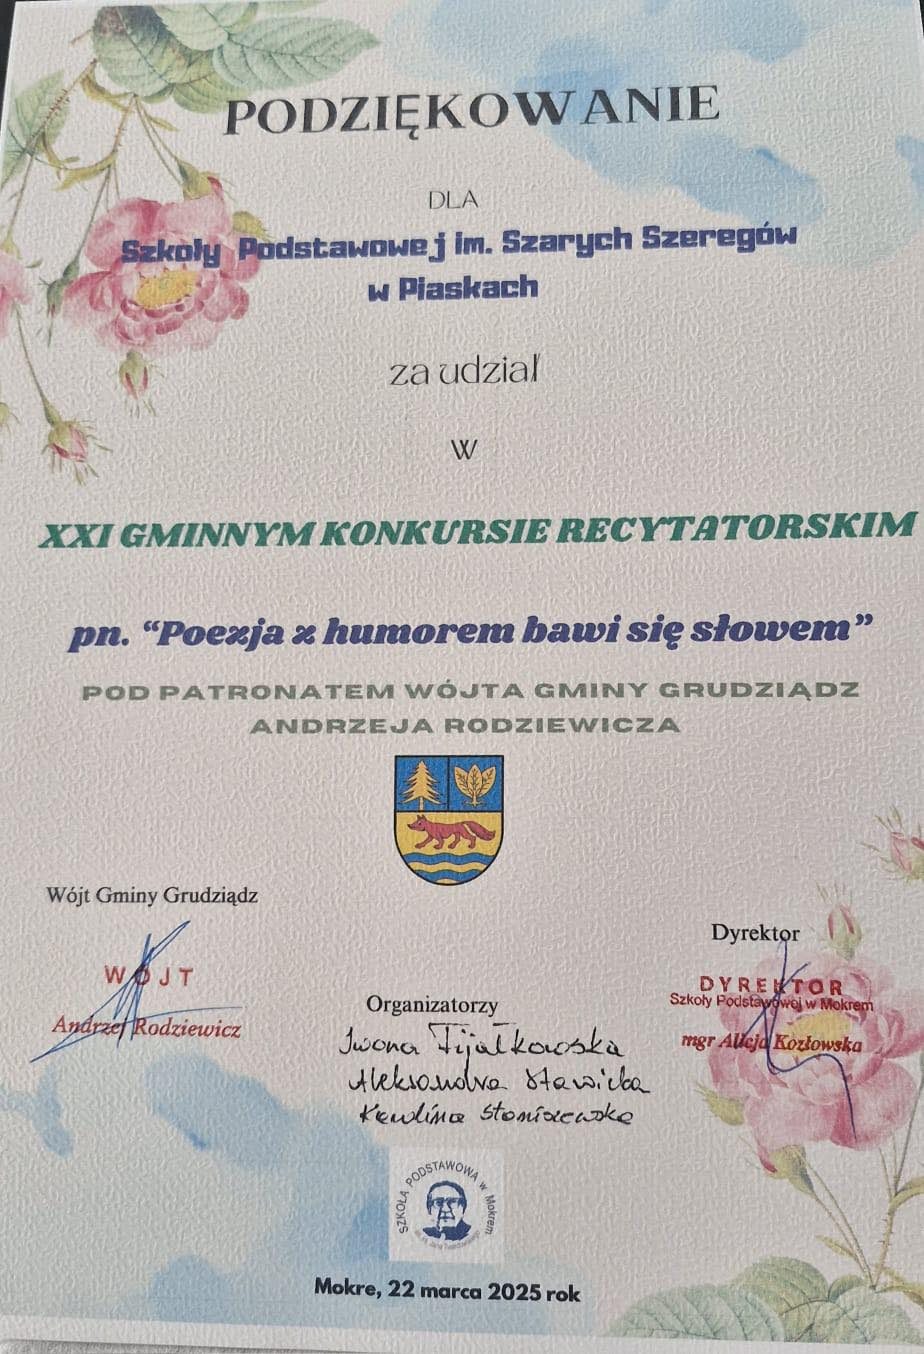 PODZIĘKOWANIE
DLA
Szkoły Podstawowej im. Szarych Szeregów
w Piaskach
za udział
w
XXI GMINNYM KONKURSIE RECYTATORSKIM
pn. “Poezja z humorem bawi się słowem”
POD PATRONATEM WÓJTA GMINY GRUDZIĄDZ
ANDRZEJA RODZIEWICZA
Wójt Gminy Grudziądz
WÓJT
Andrzej Rodziewicz
Dyrektor
DYREKTOR
Szkoły Podstawowej w Mokrem
mgr Alicja Kozłowska
Organizatorzy
Iwona Fijałkowska
Aleksandra Stawicka
Karolina Staniszewska
SZKOŁA PODSTAWOWA w Mokrem
Mokre, 22 marca 2025 rok